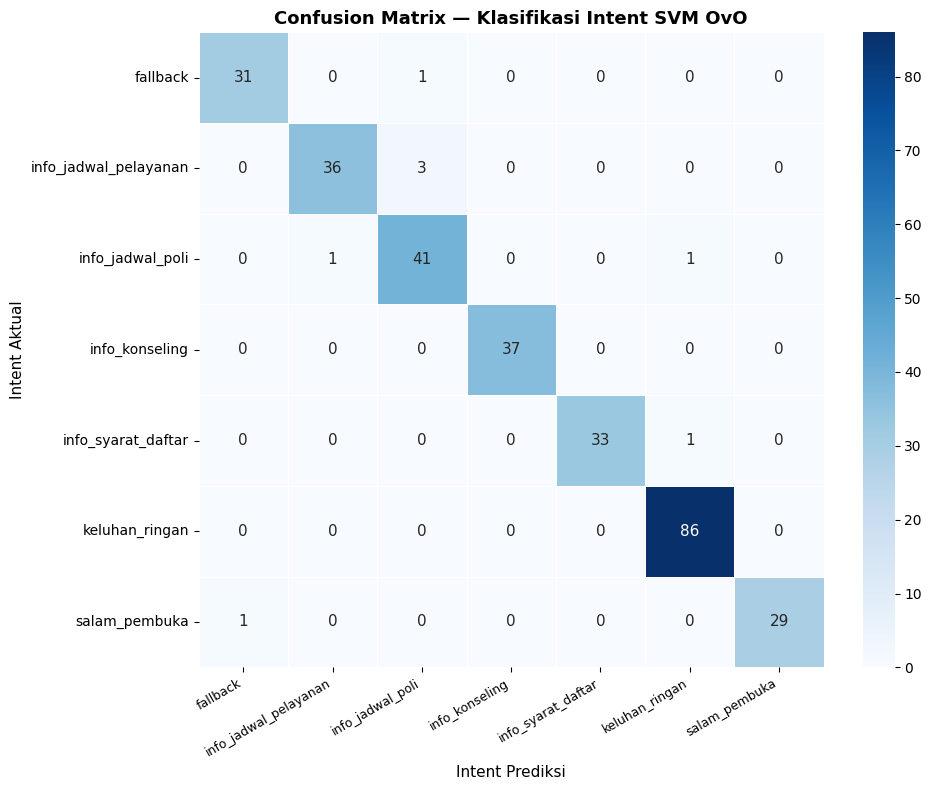 Confusion Matrix — Klasifikasi Intent SVM OvO
Intent Aktual
fallback 31 0 1 0 0 0 0
info_jadwal_pelayanan 0 36 3 0 0 0 0
info_jadwal_poli 0 1 41 0 0 1 0
info_konseling 0 0 0 37 0 0 0
info_syarat_daftar 0 0 0 0 33 1 0
keluhan_ringan 0 0 0 0 0 86 0
salam_pembuka 1 0 0 0 0 0 29
fallback
info_jadwal_pelayanan
info_jadwal_poli
info_konseling
info_syarat_daftar
keluhan_ringan
salam_pembuka
Intent Prediksi
80
70
60
50
40
30
20
10
0